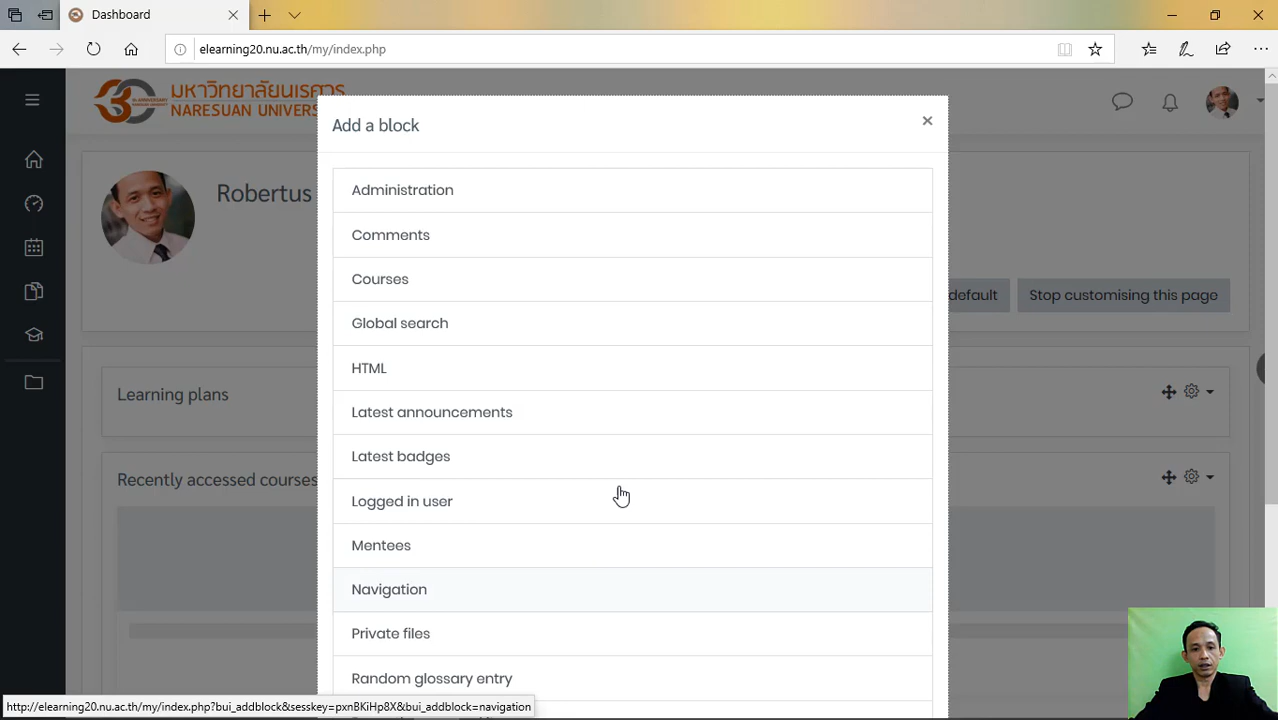 Dashboard
elearning20.nu.ac.th/my/index.php
30
TH ANNIVERSARY
มหาวิทยาลัยนเรศวร
NARESUAN UNIVERS
Add a block
Robertus
Administration
Comments
Courses
Global search
default
Stop customising this page
HTML
Learning plans
Latest announcements
Latest badges
Recently accessed courses
Logged in user
Mentees
Navigation
Private files
Random glossary entry
http://elearning20.nu.ac.th/my/index.php?bui_addblock&sesskey=pxnBKiHp8X&bui_addblock=navigation